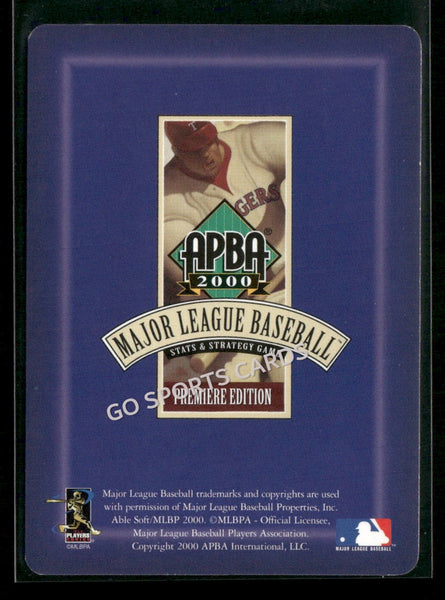 T
GERS
APBA®
2000
MAJOR LEAGUE BASEBALL™
STATS & STRATEGY GAME
GO SPORTS CARDS
PREMIERE EDITION
Major League Baseball trademarks and copyrights are used
with permission of Major League Baseball Properties, Inc.
Able Soft/MLBP 2000. ©MLBPA - Official Licensee,
Major League Baseball Players Association.
Copyright 2000 APBA International, LLC.
PLAYERS
©MLBPA
MAJOR LEAGUE BASEBALL